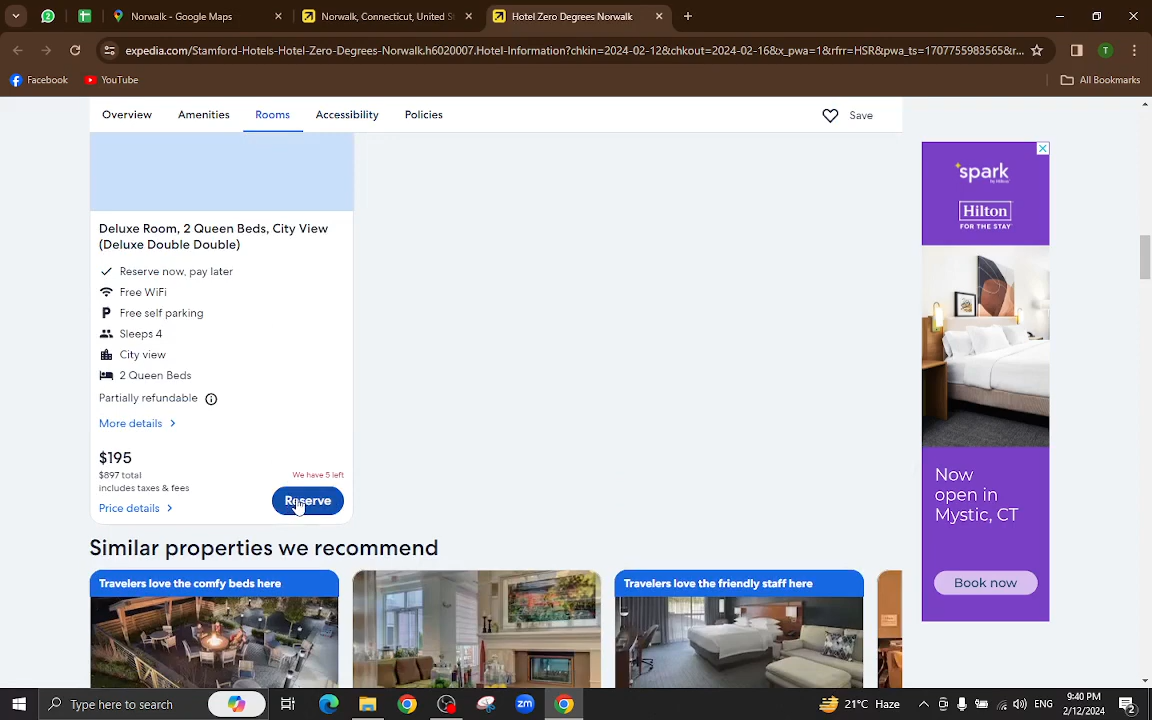 Norwalk - Google Maps
Norwalk, Connecticut, United St
Hotel Zero Degrees Norwalk
expedia.com/Stamford-Hotels-Hotel-Zero-Degrees-Norwalk.h6020007.Hotel-Information?chkin=2024-02-12&chkout=2024-02-16&x_pwa=1&rfrr=HSR&pwa_ts=17077559835658&r...
T
Facebook
YouTube
All Bookmarks
Overview
Amenities
Rooms
Accessibility
Policies
Save
Deluxe Room, 2 Queen Beds, City View
(Deluxe Double Double)
Reserve now, pay later
Free WiFi
P Free self parking
Sleeps 4
City view
2 Queen Beds
Partially refundable
More details
$195
$897 total
We have 5 left
includes taxes & fees
Reserve
Price details
Similar properties we recommend
Travelers love the comfy beds here
Travelers love the friendly staff here
spark
by Hilton
Hilton
FOR THE STAY
Now
open in
Mystic, CT
Book now
Type here to search
zm
21°C Haze
ENG
9:40 PM
2/12/2024
2